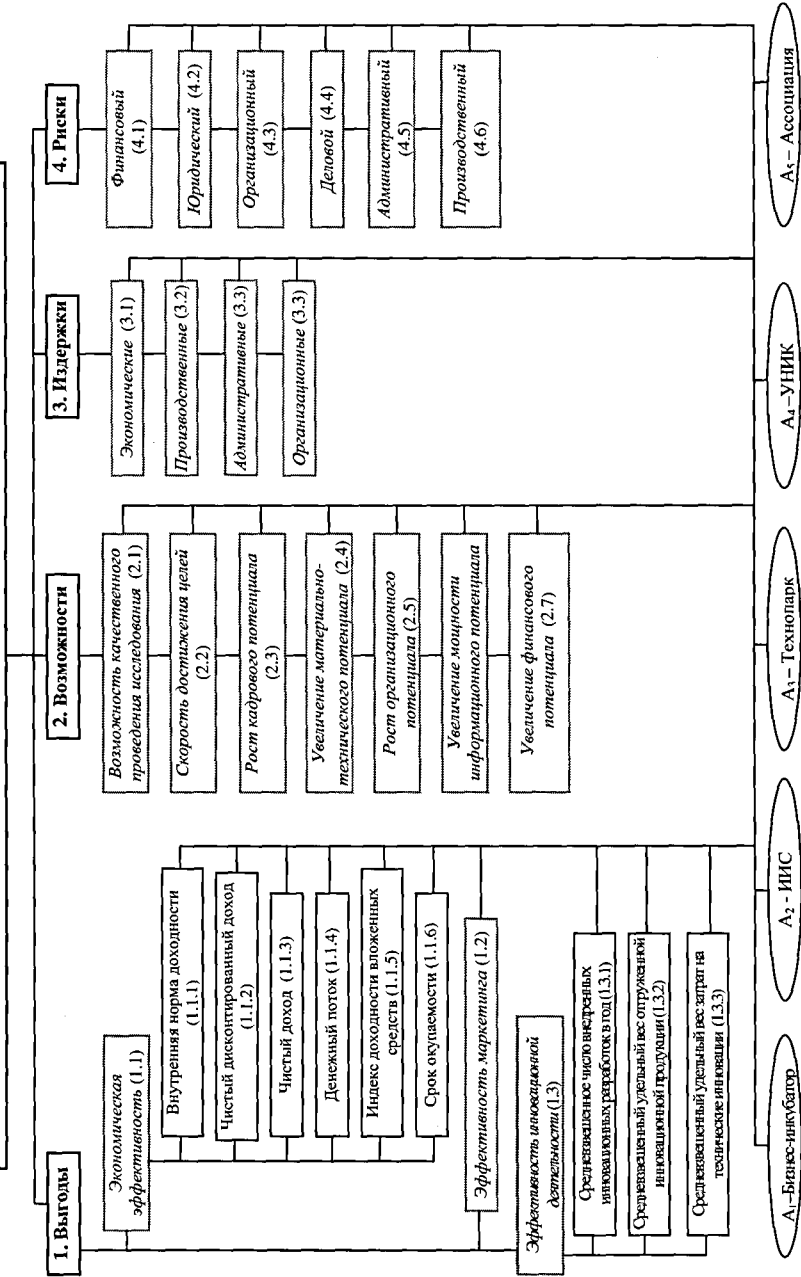 1. Выгоды
Экономическая
эффективность (1.1)
Внутренняя норма доходности
(1.1.1)
Чистый дисконтированный доход
(1.1.2)
Чистый доход (1.1.3)
Денежный поток (1.1.4)
Индекс доходности вложенных
средств (1.1.5)
Срок окупаемости (1.1.6)
Эффективность маркетинга (1.2)
Эффективность инновационной
деятельности (1.3)
Средневзвешенное число внедренных
инновационных разработок в год (1.3.1)
Средневзвешенный удельный вес отгруженной
инновационной продукции (1.3.2)
Средневзвешенный удельный вес затрат на
технические инновации (1.3.3)
2. Возможности
Возможность качественного
проведения исследования (2.1)
Скорость достижения целей
(2.2)
Рост кадрового потенциала
(2.3)
Увеличение материально-
технического потенциала (2.4)
Рост организационного
потенциала (2.5)
Увеличение мощности
информационного потенциала
Увеличение финансового
потенциала (2.7)
3. Издержки
Экономические (3.1)
Производственные (3.2)
Административные (3.3)
Организационные (3.3)
4. Риски
Финансовый
(4.1)
Юридический (4.2)
Организационный
(4.3)
Деловой (4.4)
Административный
(4.5)
Производственный
(4.6)
А₁–Бизнес-инкубатор
А₂ - ИИС
А₃ – Технопарк
А₄–УНИК
А₅ – Ассоциация